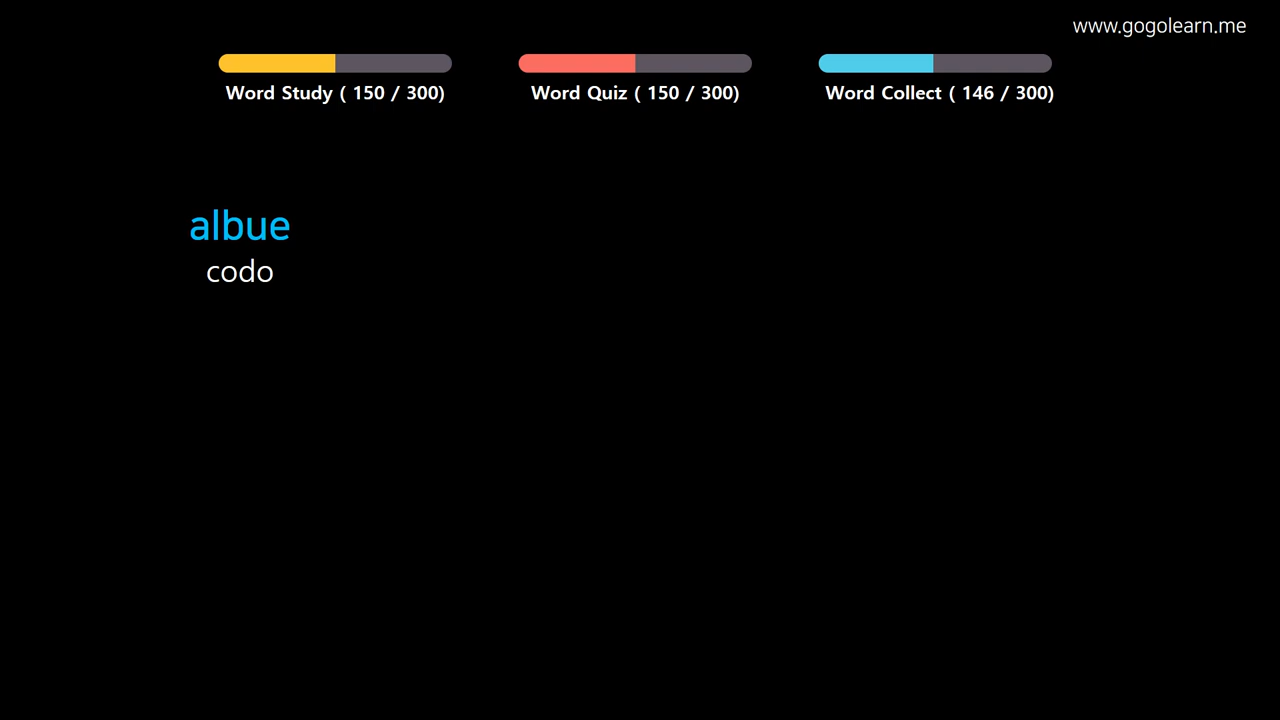 www.gogolearn.me
Word Study ( 150 / 300)
Word Quiz ( 150 / 300)
Word Collect ( 146 / 300)
albue
codo